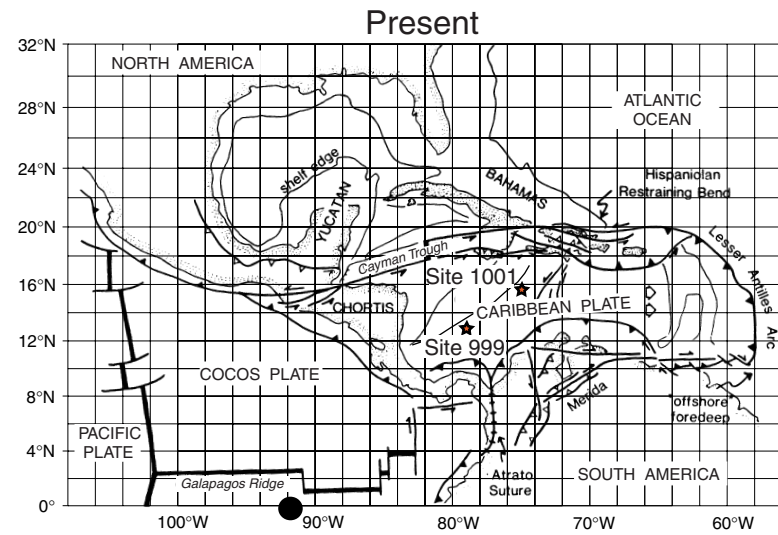 Present
32°N
NORTH AMERICA
28°N
ATLANTIC
OCEAN
24°N
shelf edge
YUCATAN
BAHAMAS
Hispaniolan
Restraining Bend
20°N
Cayman Trough
Lesser
Antilles
Arc
16°N
Site 1001
CHORTIS
CARIBBEAN PLATE
12°N
Site 999
COCOS PLATE
8°N
Merida
offshore
foredeep
PACIFIC
PLATE
4°N
Galapagos Ridge
Atrato
Suture
SOUTH AMERICA
0°
100°W
90°W
80°W
70°W
60°W